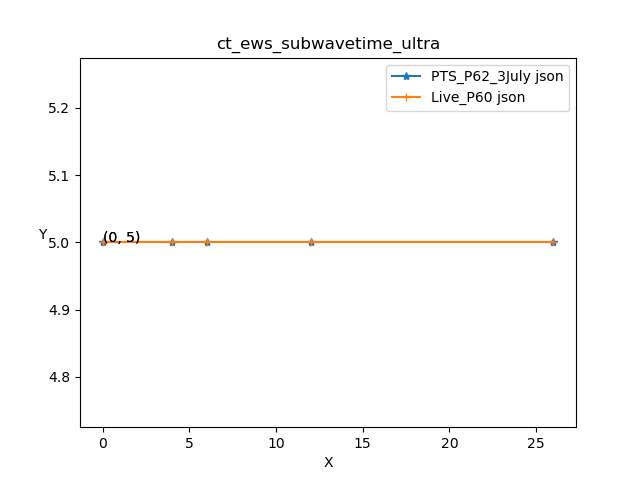 ct_ews_subwavetime_ultra
PTS_P62_3July json
Live_P60 json
5.2
5.1
Y
5.0
(0, 5)
4.9
4.8
0
5
10
15
20
25
X